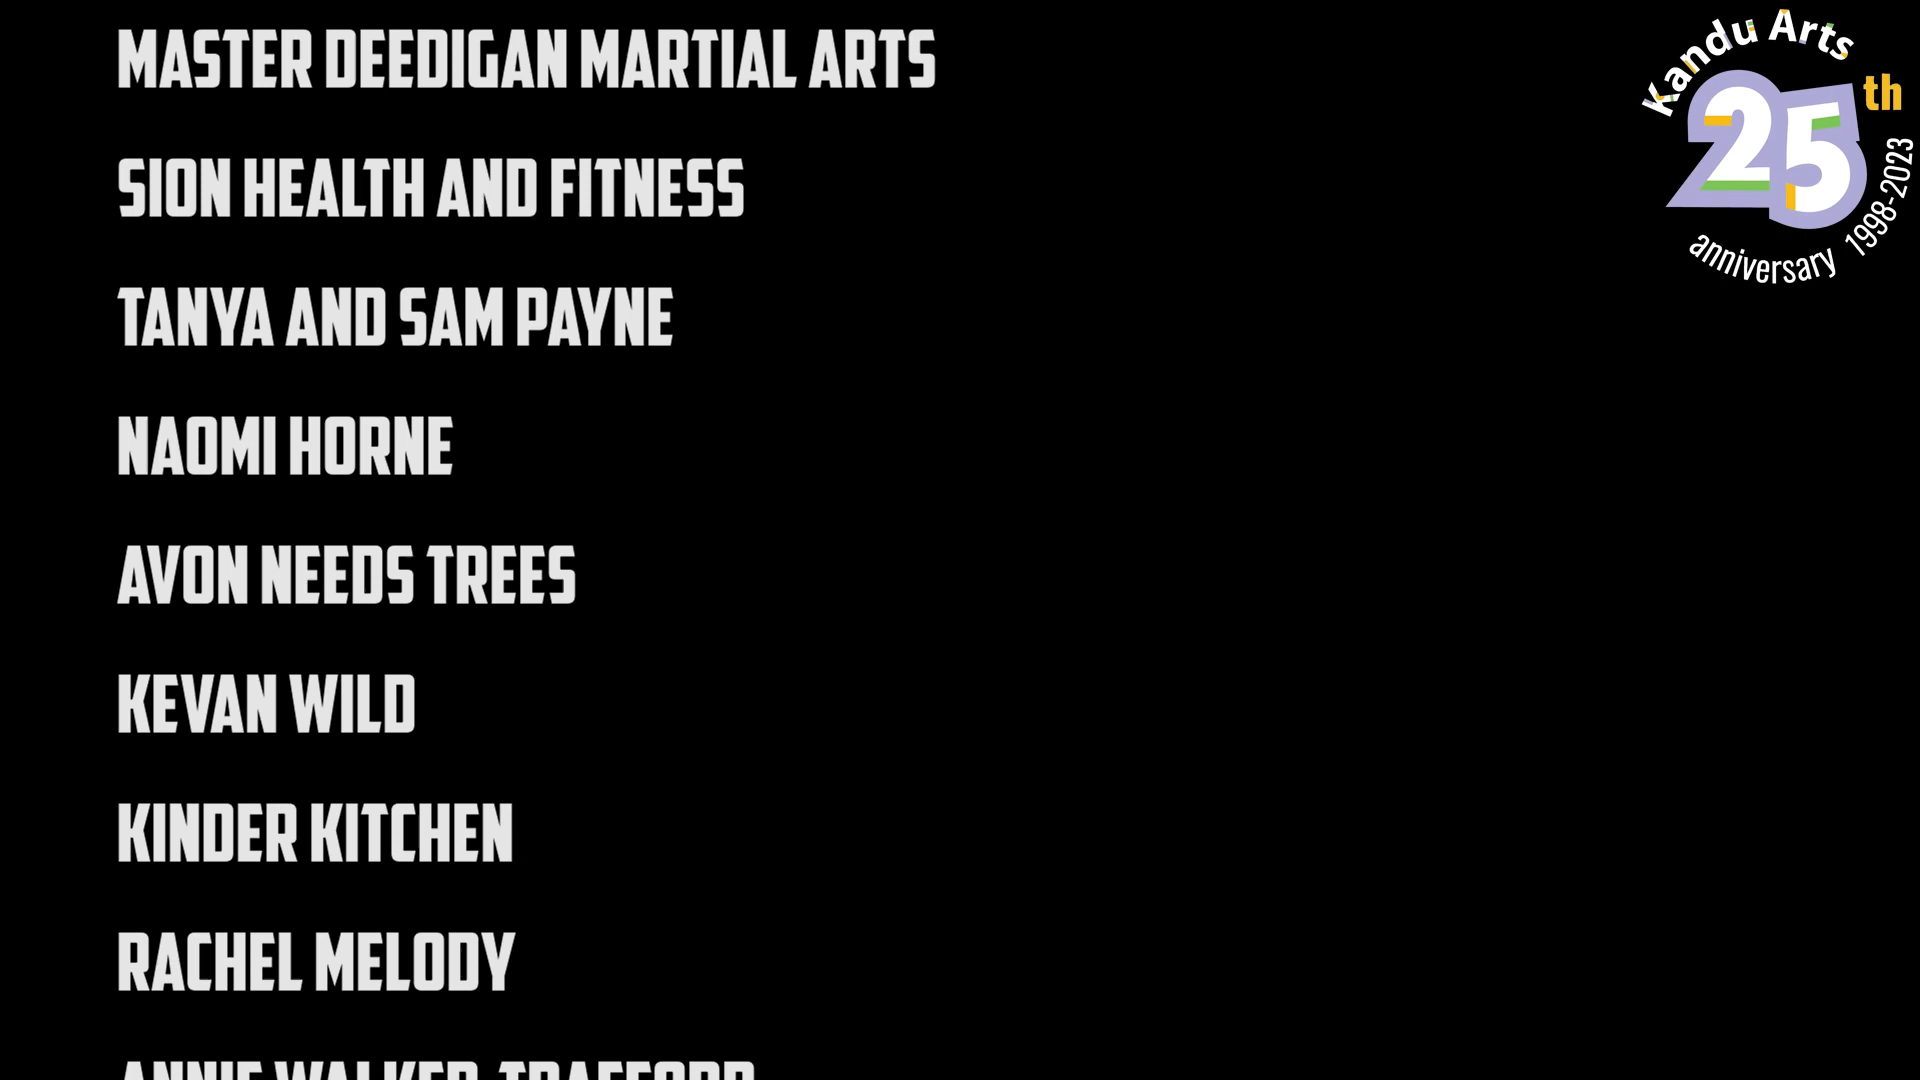 MASTER DEEDIGAN MARTIAL ARTS
SION HEALTH AND FITNESS
TANYA AND SAM PAYNE
NAOMI HORNE
AVON NEEDS TREES
KEVAN WILD
KINDER KITCHEN
RACHEL MELODY
ANNIE WALKER-TRAFFORD
Kandu Arts
25th
anniversary 1998-2023